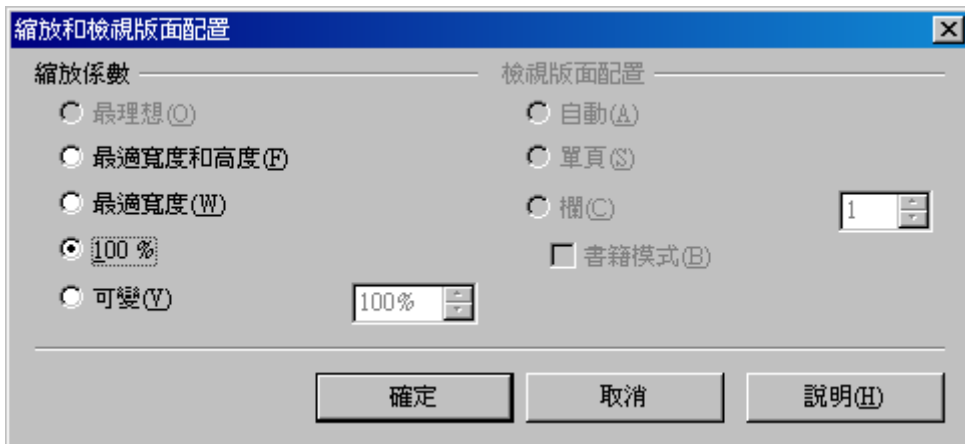 縮放和檢視版面配置
縮放係數
最理想(O)
最適寬度和高度(F)
最適寬度(W)
100 %
可變(V)
100%
檢視版面配置
自動(A)
單頁(S)
欄(C)
1
書籍模式(B)
確定
取消
說明(H)